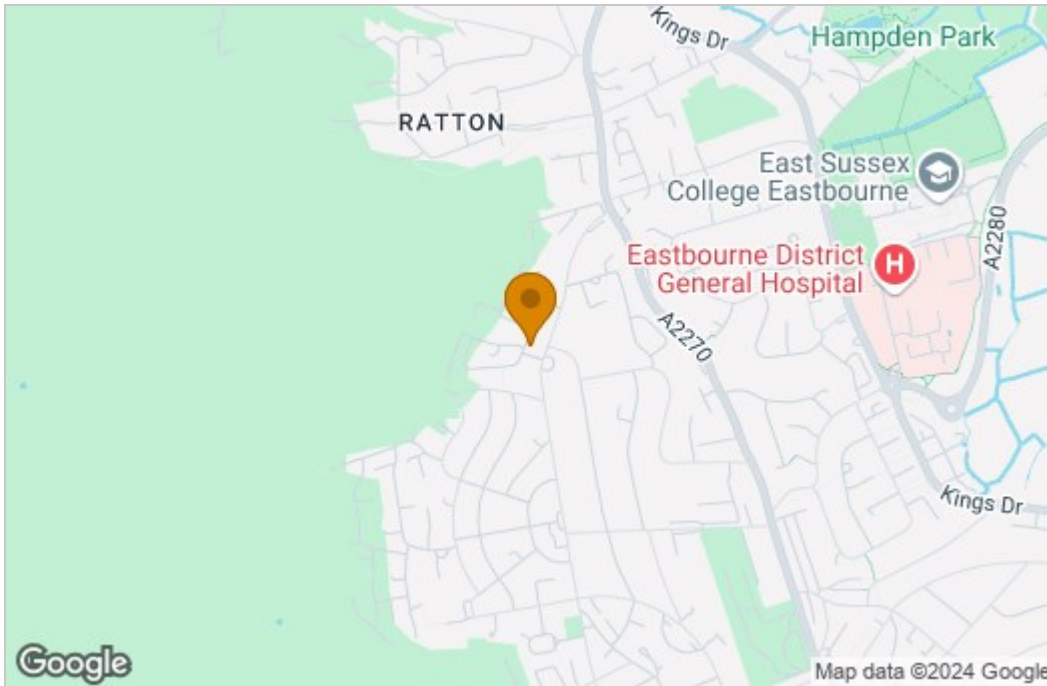 Kings Dr
Hampden Park
RATTON
East Sussex
College Eastbourne
A2280
Eastbourne District
General Hospital
H
A2270
Kings Dr
Google
Map data ©2024 Google